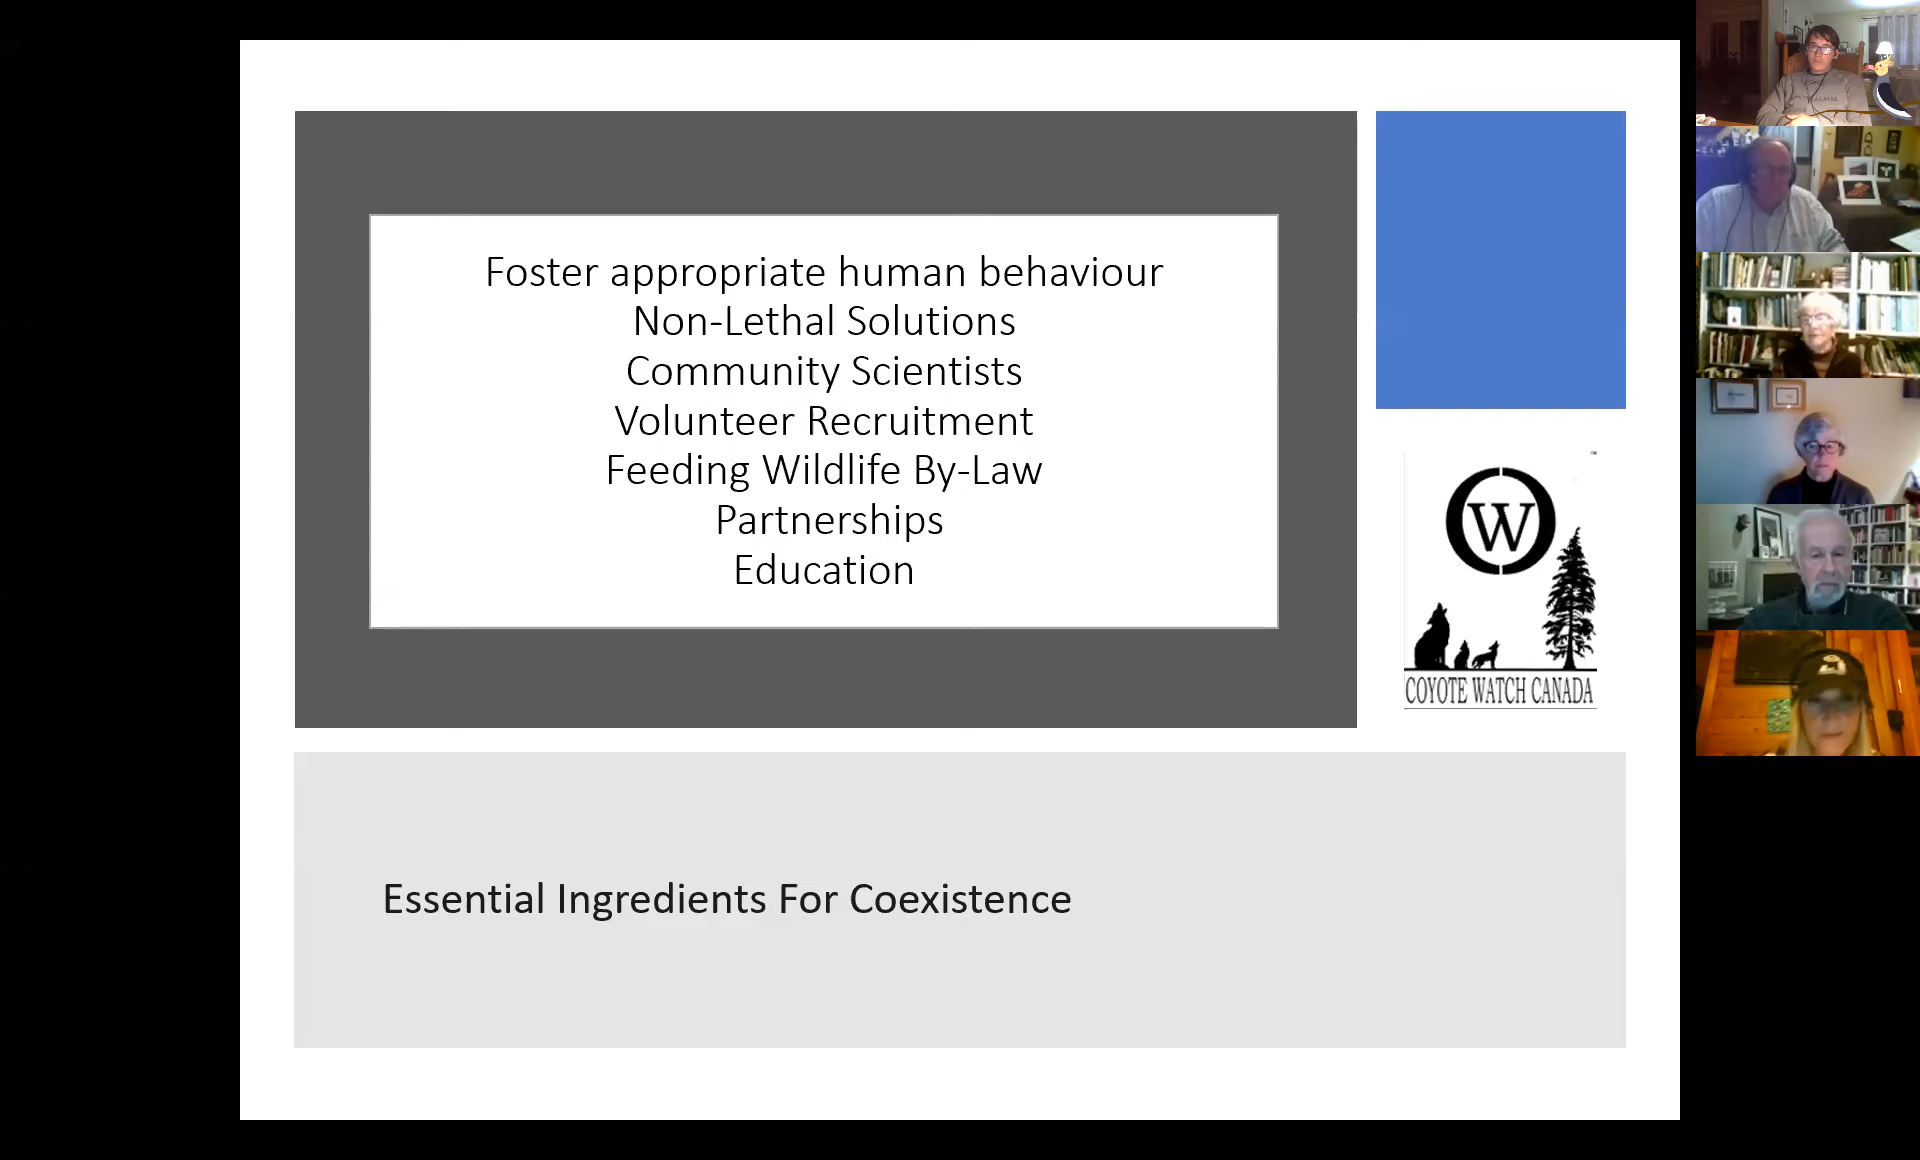 Foster appropriate human behaviour
Non-Lethal Solutions
Community Scientists
Volunteer Recruitment
Feeding Wildlife By-Law
Partnerships
Education
OW
COYOTE WATCH CANADA
Essential Ingredients For Coexistence